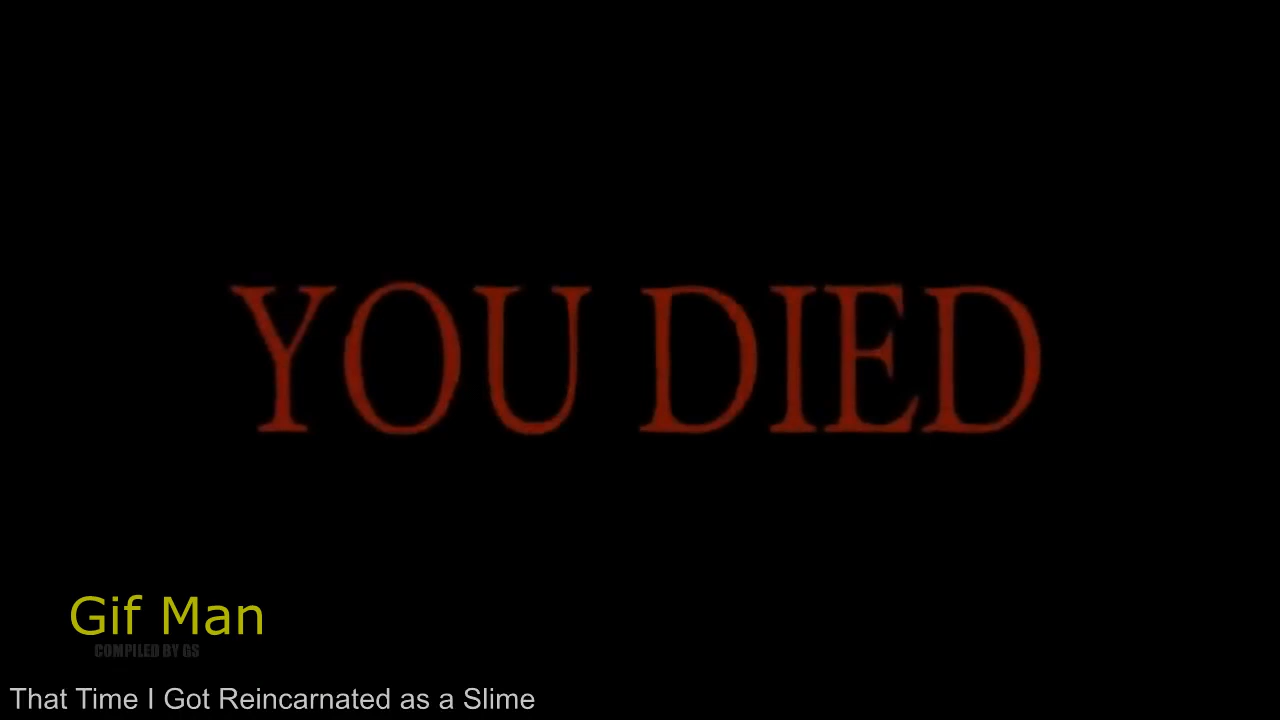 YOU DIED
Gif Man
COMPILED BY GS
That Time I Got Reincarnated as a Slime